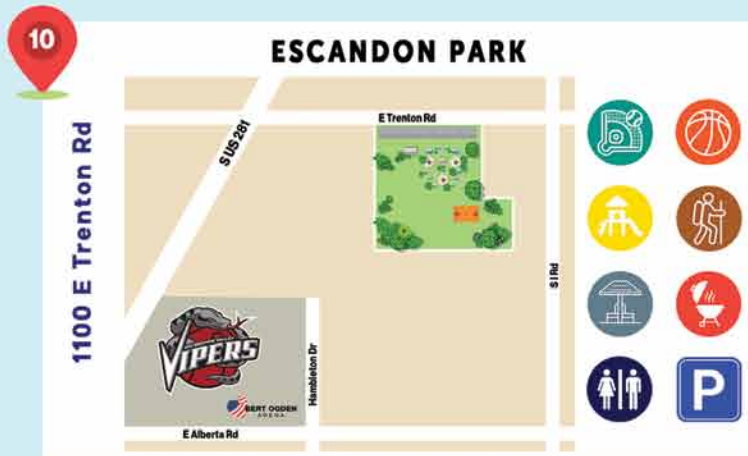 10
ESCANDON PARK
1100 E Trenton Rd
E Trenton Rd
S US 281
S I Rd
VIPERS
Hambleton Dr
BERT OGDEN
ARENA
E Alberta Rd
P